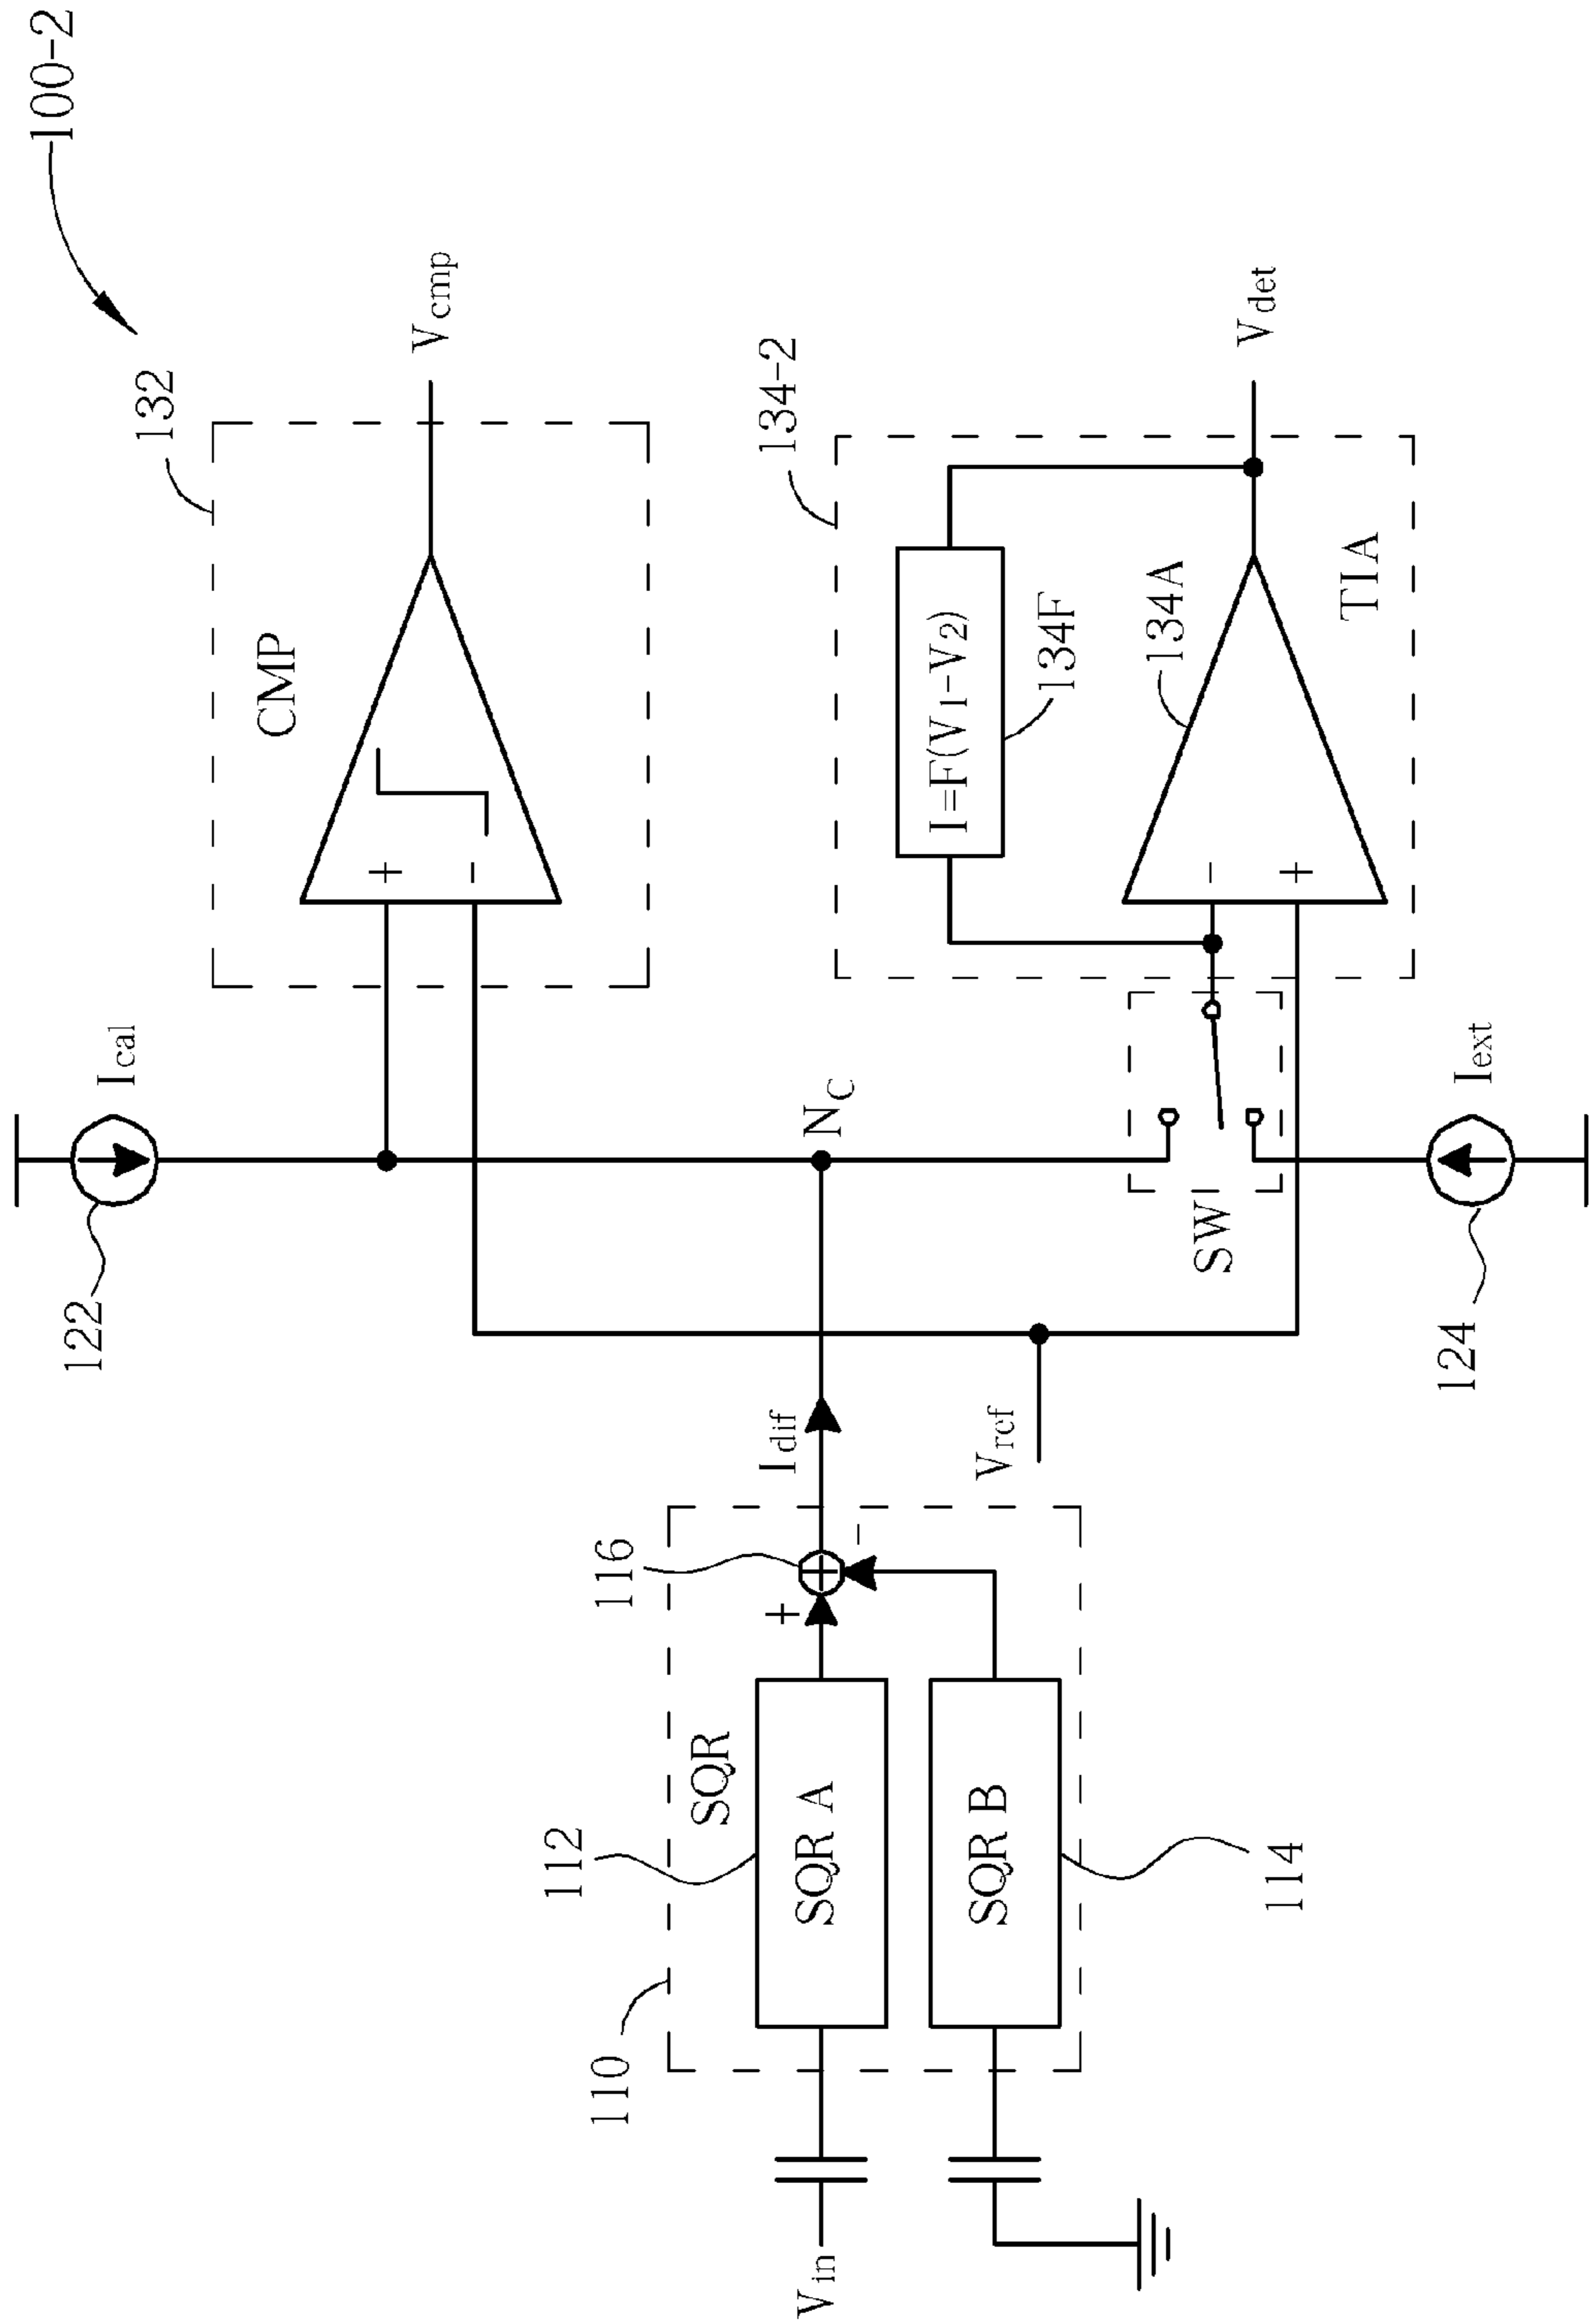 100-2
122
Ical
132
CMP
+
-
Vcmp
134-2
I=F(V1-V2)
134F
134A
-
+
TIA
Vdet
NC
SW
Iext
124
Vref
Idif
116
+
-
110
SQR
112
SQR A
SQR B
114
Vin